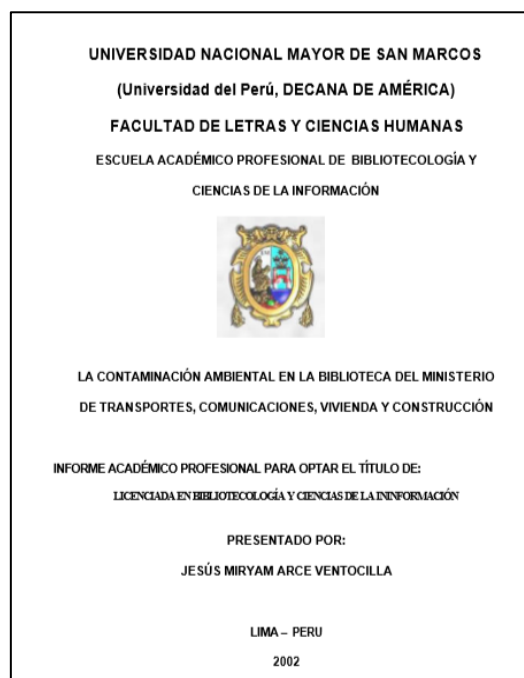 UNIVERSIDAD NACIONAL MAYOR DE SAN MARCOS
(Universidad del Perú, DECANA DE AMÉRICA)
FACULTAD DE LETRAS Y CIENCIAS HUMANAS
ESCUELA ACADÉMICO PROFESIONAL DE BIBLIOTECOLOGÍA Y
CIENCIAS DE LA INFORMACIÓN
LA CONTAMINACIÓN AMBIENTAL EN LA BIBLIOTECA DEL MINISTERIO
DE TRANSPORTES, COMUNICACIONES, VIVIENDA Y CONSTRUCCIÓN
INFORME ACADÉMICO PROFESIONAL PARA OPTAR EL TÍTULO DE:
LICENCIADA EN BIBLIOTECOLOGÍA Y CIENCIAS DE LA ININFORMACIÓN
PRESENTADO POR:
JESÚS MIRYAM ARCE VENTOCILLA
LIMA – PERU
2002